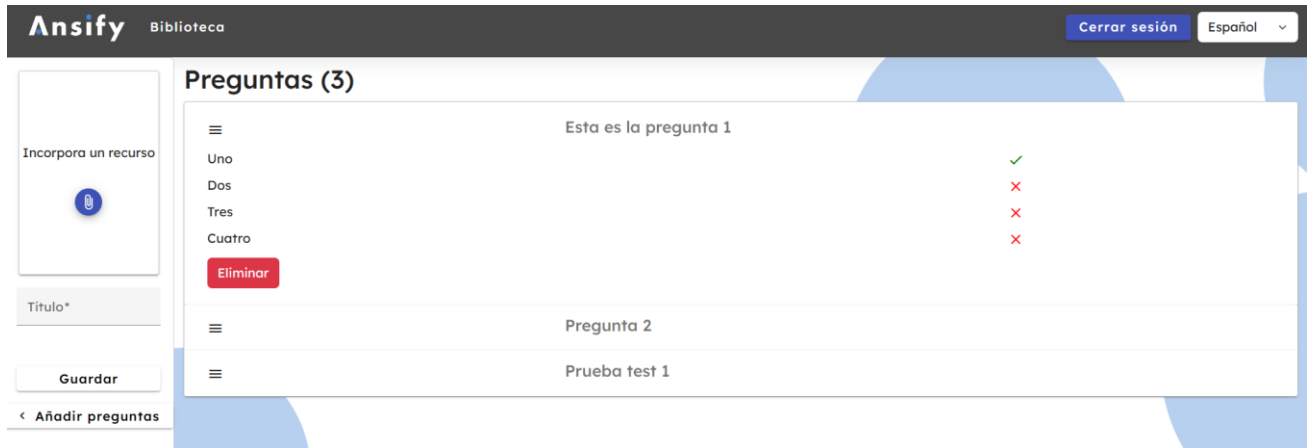 Ansify Biblioteca Cerrar sesión Español
Incorpora un recurso
Título*
Guardar
Añadir preguntas
Preguntas (3)
Esta es la pregunta 1
Uno
Dos
Tres
Cuatro
Eliminar
Pregunta 2
Prueba test 1